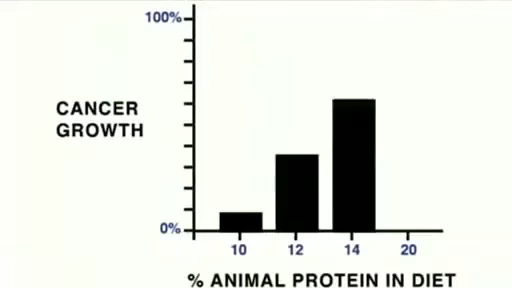 100%
CANCER
GROWTH
0%
10 12 14 20
% ANIMAL PROTEIN IN DIET